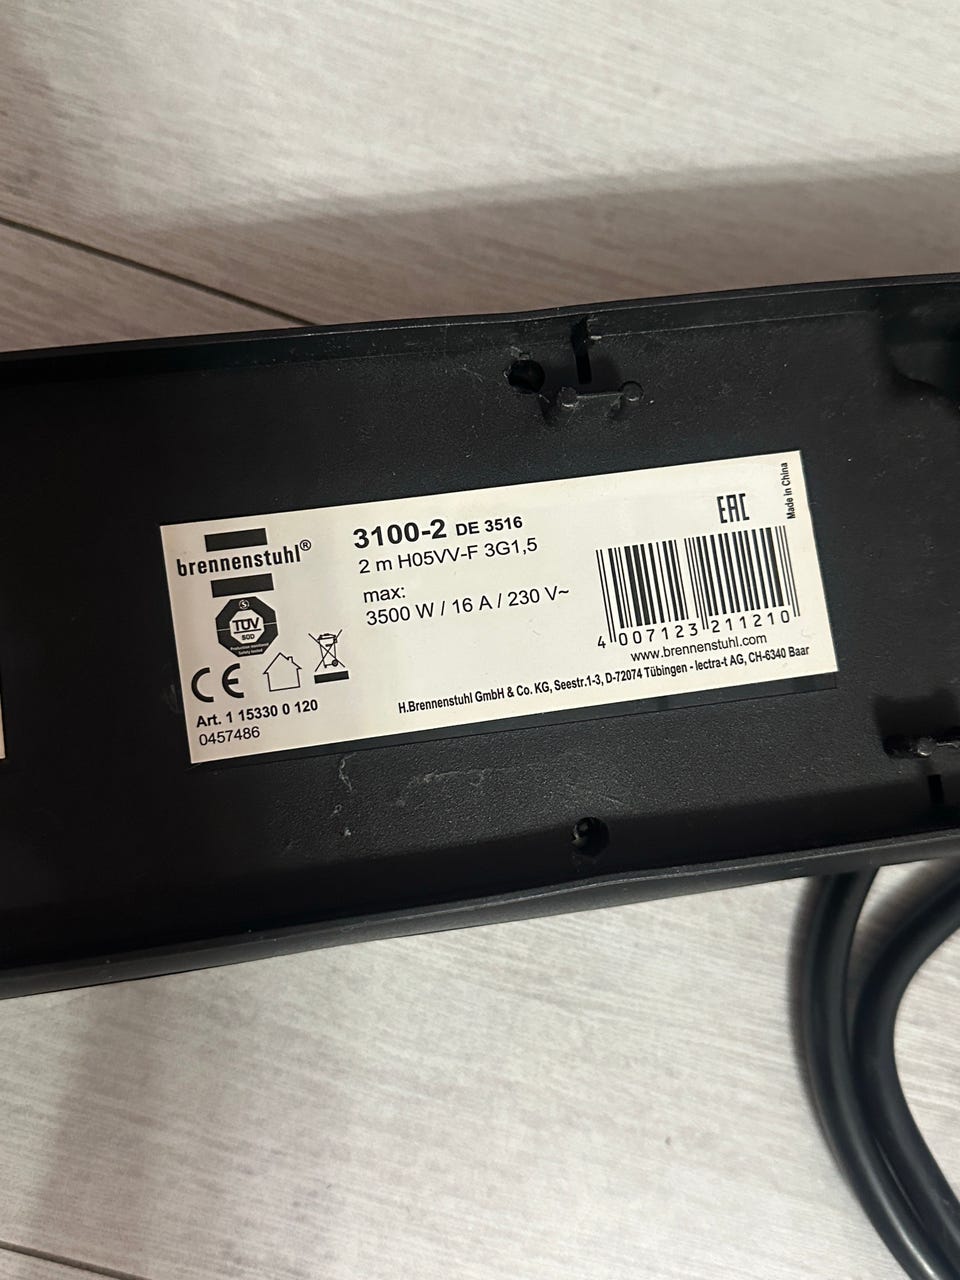 brennenstuhl®
TÜV
SÜD
CE
Art. 1 15330 0 120
0457486
3100-2 DE 3516
2 m H05VV-F 3G1,5
max:
3500 W / 16 A / 230 V~
EAC
Made in China
4 007123 211210
www.brennenstuhl.com
H.Brennenstuhl GmbH & Co. KG, Seestr.1-3, D-72074 Tübingen - lectra-t AG, CH-6340 Baar